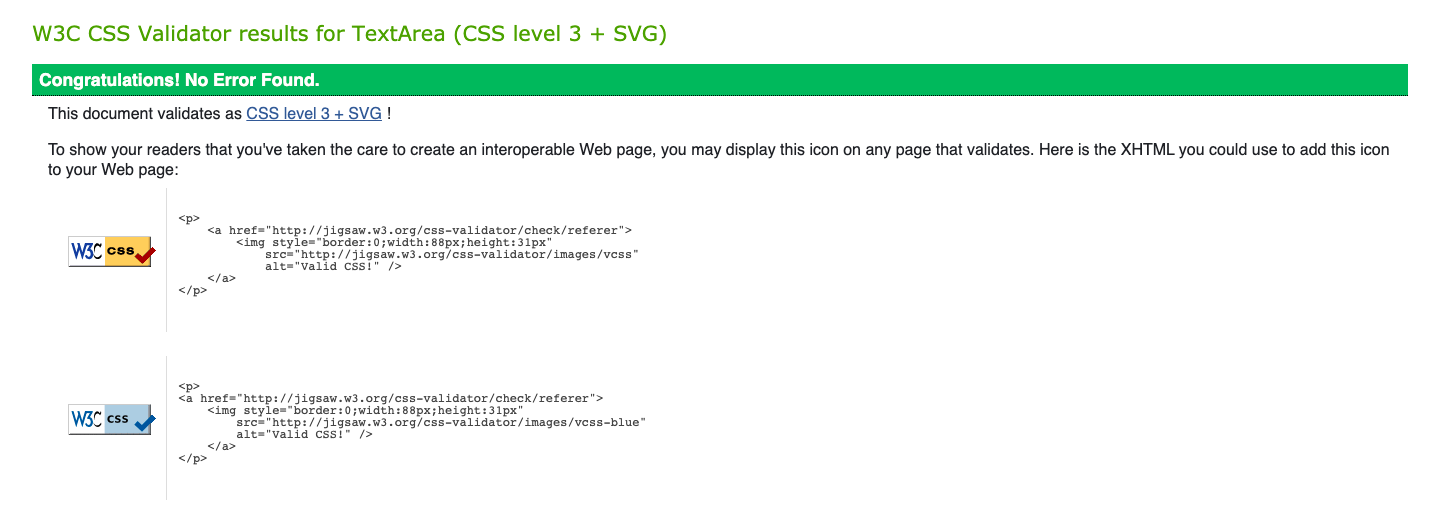 W3C CSS Validator results for TextArea (CSS level 3 + SVG)
Congratulations! No Error Found.
This document validates as CSS level 3 + SVG !
To show your readers that you've taken the care to create an interoperable Web page, you may display this icon on any page that validates. Here is the XHTML you could use to add this icon
to your Web page:
W3C css
<p>
    <a href="http://jigsaw.w3.org/css-validator/check/referer">
        <img style="border:0;width:88px;height:31px"
            src="http://jigsaw.w3.org/css-validator/images/vcss"
            alt="Valid CSS!" />
    </a>
</p>
W3C css
<p>
<a href="http://jigsaw.w3.org/css-validator/check/referer">
    <img style="border:0;width:88px;height:31px"
        src="http://jigsaw.w3.org/css-validator/images/vcss-blue"
        alt="Valid CSS!" />
    </a>
</p>